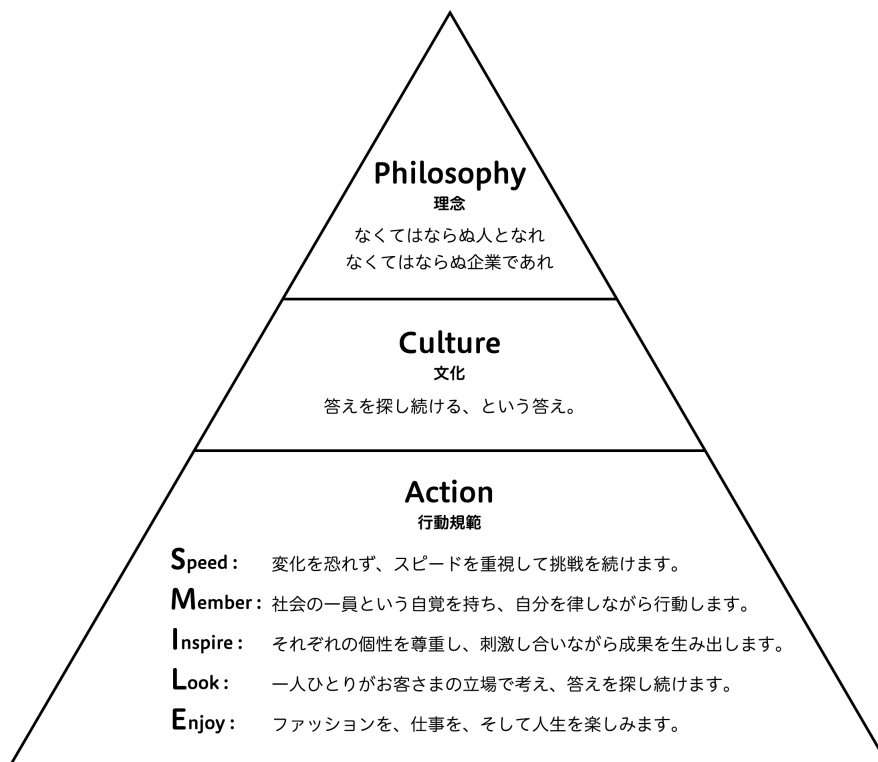 Philosophy
理念
なくてはならぬ人となれ
なくてはならぬ企業であれ
Culture
文化
答えを探し続ける、という答え。
Action
行動規範
Speed : 変化を恐れず、スピードを重視して挑戦を続けます。
Member : 社会の一員という自覚を持ち、自分を律しながら行動します。
Inspire : それぞれの個性を尊重し、刺激し合いながら成果を生み出します。
Look : 一人ひとりがお客さまの立場で考え、答えを探し続けます。
Enjoy : ファッションを、仕事を、そして人生を楽しみます。